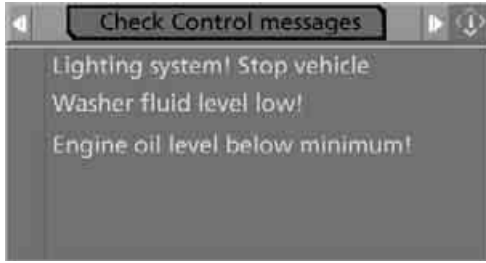 Check Control messages
Lighting system! Stop vehicle
Washer fluid level low!
Engine oil level below minimum!